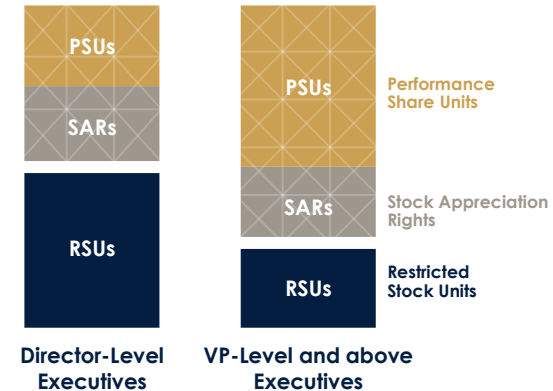 PSUs
SARs
RSUs
Director-Level
Executives
PSUs
SARs
RSUs
VP-Level and above
Executives
Performance
Share Units
Stock Appreciation
Rights
Restricted
Stock Units